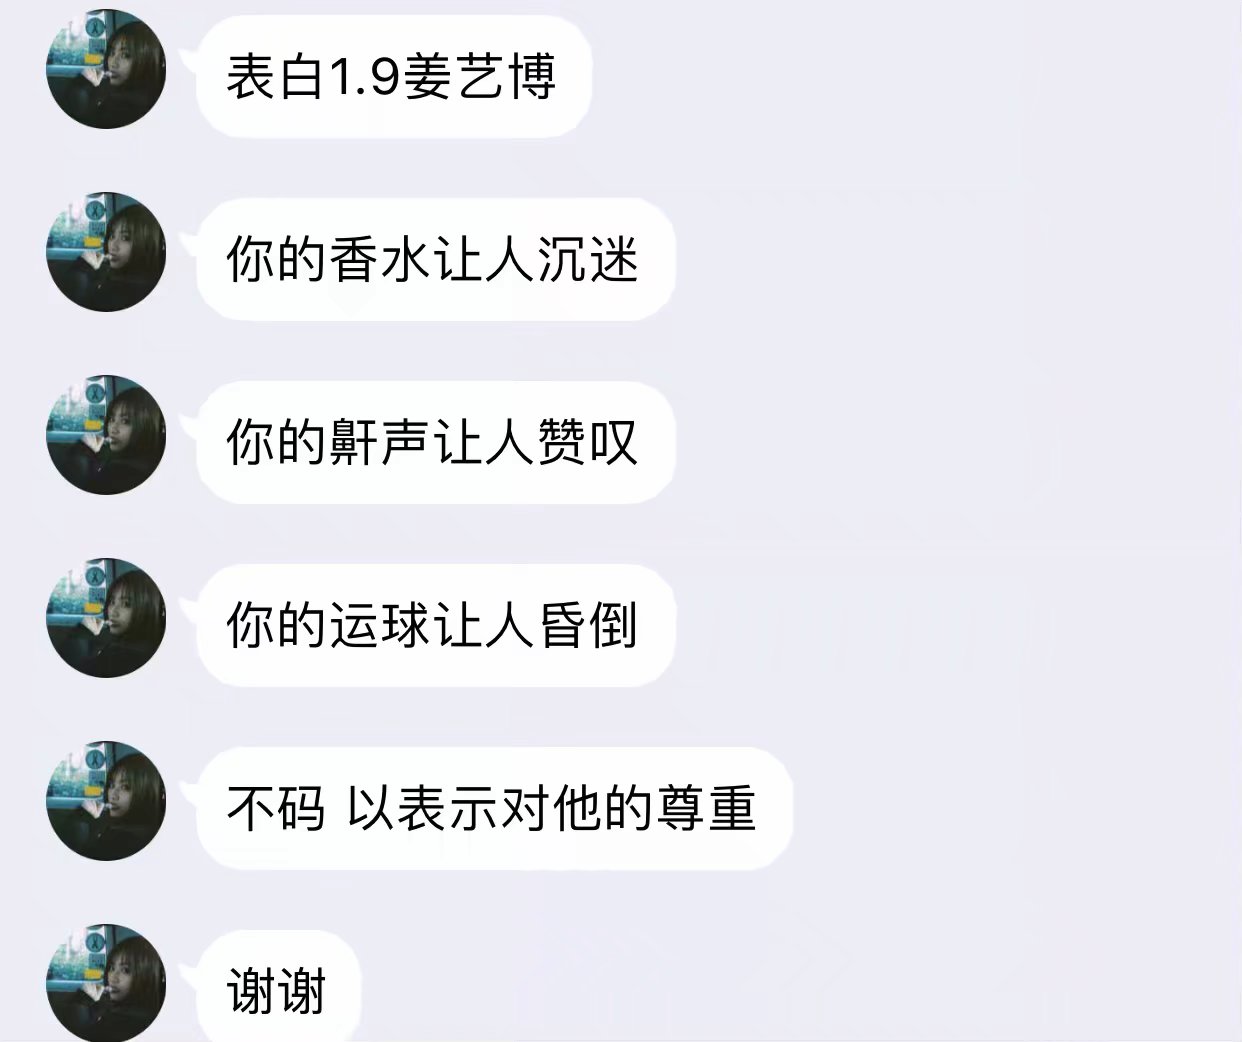 表白1.9姜艺博
你的香水让人沉迷
你的鼾声让人赞叹
你的运球让人昏倒
不码 以表示对他的尊重
谢谢